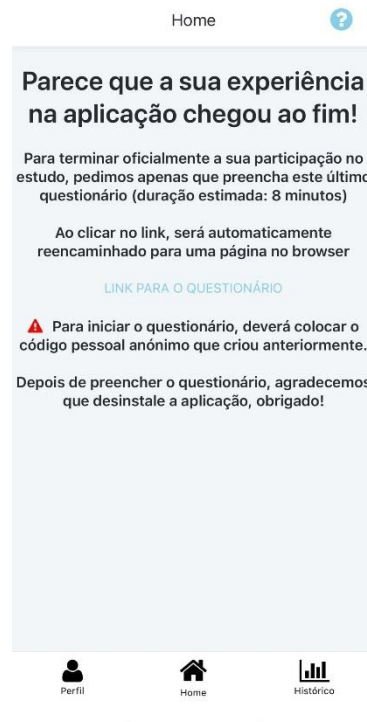 Home
?
Parece que a sua experiência
na aplicação chegou ao fim!
Para terminar oficialmente a sua participação no
estudo, pedimos apenas que preencha este último
questionário (duração estimada: 8 minutos)
Ao clicar no link, será automaticamente
reencaminhado para uma página no browser
LINK PARA O QUESTIONÁRIO
Para iniciar o questionário, deverá colocar o
código pessoal anónimo que criou anteriormente.
Depois de preencher o questionário, agradecemos
que desinstale a aplicação, obrigado!
Perfil
Home
Histórico